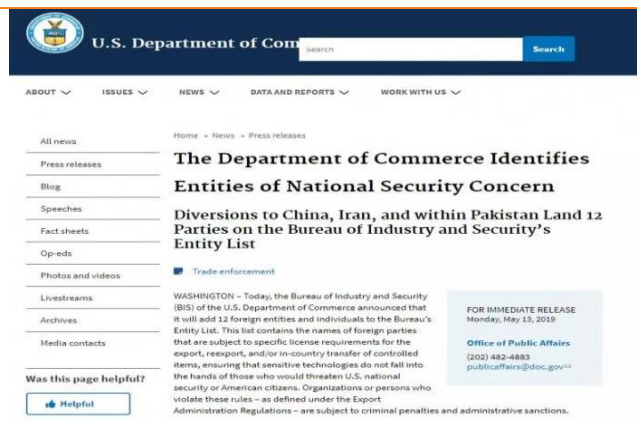 U.S. Department of Com
Search
Search
ABOUT ISSUES NEWS DATA AND REPORTS WORK WITH US
Home » News » Press releases
All news
Press releases
Blog
Speeches
Fact sheets
Op-eds
Photos and videos
Livestreams
Archives
Media contacts
Was this page helpful?
Helpful
The Department of Commerce Identifies
Entities of National Security Concern
Diversions to China, Iran, and within Pakistan Land 12
Parties on the Bureau of Industry and Security's
Entity List
Trade enforcement
WASHINGTON – Today, the Bureau of Industry and Security
(BIS) of the U.S. Department of Commerce announced that
it will add 12 foreign entities and individuals to the Bureau's
Entity List. This list contains the names of foreign parties
that are subject to specific license requirements for the
export, reexport, and/or in-country transfer of controlled
items, ensuring that sensitive technologies do not fall into
the hands of those who would threaten U.S. national
security or American citizens. Organizations or persons who
violate these rules – as defined under the Export
Administration Regulations – are subject to criminal penalties and administrative sanctions.
FOR IMMEDIATE RELEASE
Monday, May 13, 2019
Office of Public Affairs
(202) 482-4883
publicaffairs@doc.gov